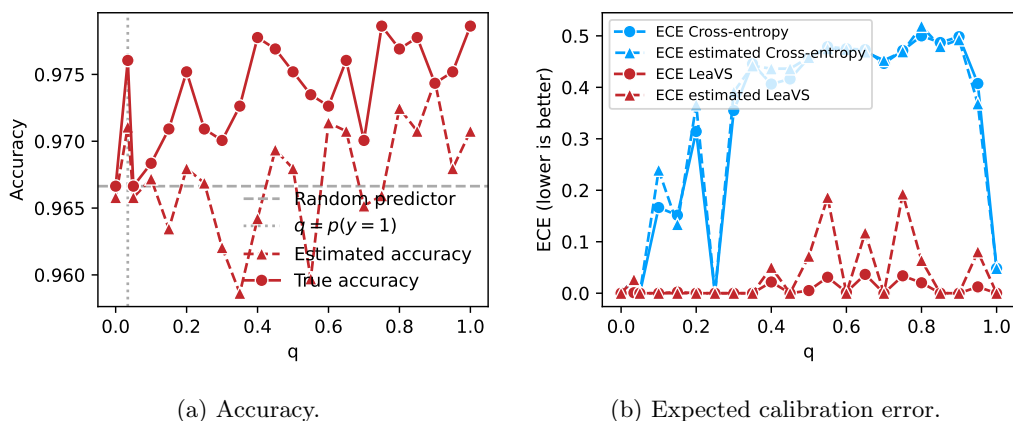 Accuracy
0.975
0.970
0.965
0.960
Random predictor
q = p(y = 1)
Estimated accuracy
True accuracy
0.0 0.2 0.4 0.6 0.8 1.0
q
(a) Accuracy.
ECE (lower is better)
0.5
0.4
0.3
0.2
0.1
0.0
ECE Cross-entropy
ECE estimated Cross-entropy
ECE LeaVS
ECE estimated LeaVS
0.0 0.2 0.4 0.6 0.8 1.0
q
(b) Expected calibration error.